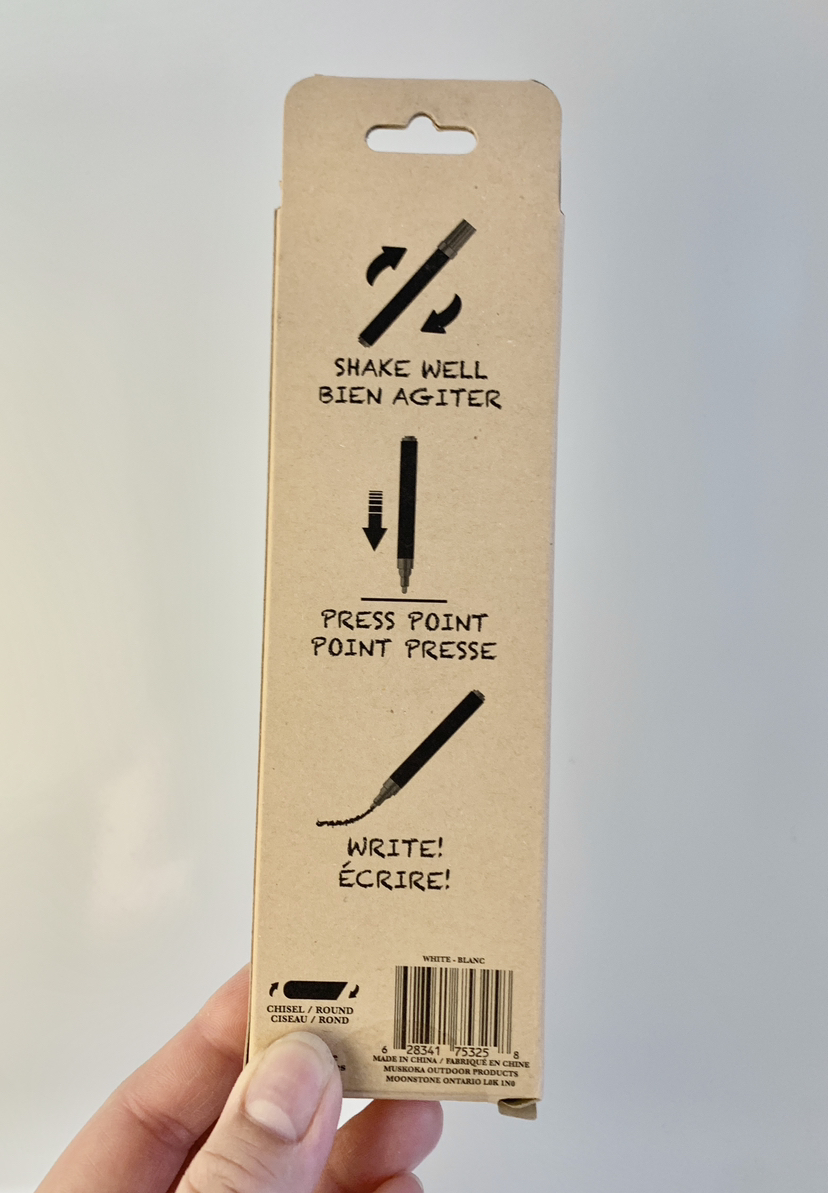 SHAKE WELL
BIEN AGITER
PRESS POINT
POINT PRESSE
WRITE!
ÉCRIRE!
WHITE - BLANC
CHISEL / ROUND
CISEAU / ROND
6 28341 75325 8
MADE IN CHINA / FABRIQUÉ EN CHINE
MUSKOKA OUTDOOR PRODUCTS
MOONSTONE ONTARIO L0K 1N0